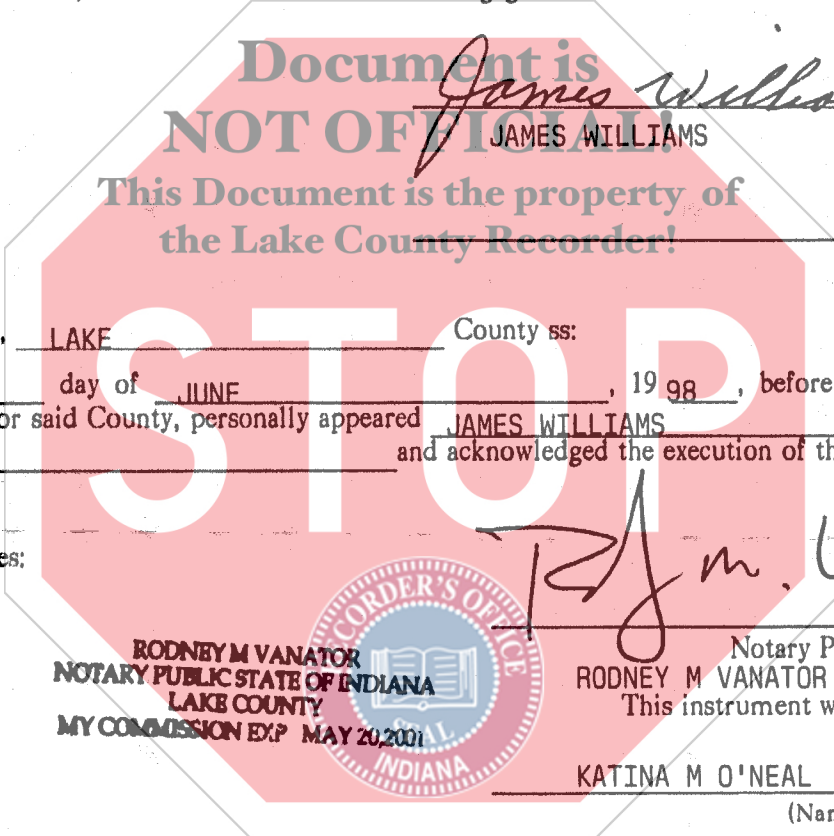 Document is
James
JAMES WILLIAMS
NOT OFFICIAL!
This Document is the property of
the Lake County Recorder!
STOP
, LAKE County ss:
day of JUNE , 19 98 , before
or said County, personally appeared JAMES WILLIAMS
and acknowledged the execution of th
es:
R m.
RECORDER'S OFFICE
SEAL
INDIANA
RODNEY M VANATOR
NOTARY PUBLIC STATE OF INDIANA
LAKE COUNTY
MY COMMISSION EXP MAY 20,2001
Notary P
RODNEY M VANATOR
This instrument w
KATINA M O'NEAL
(Nar